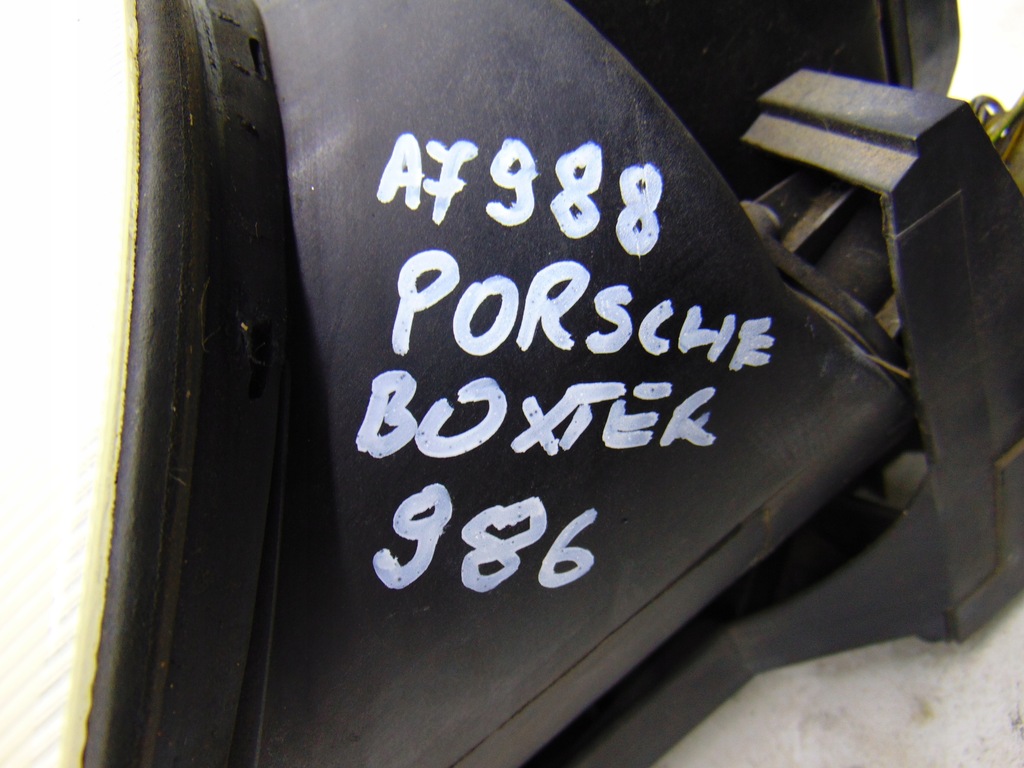 A7988
PORSCHE
BOXTER
986